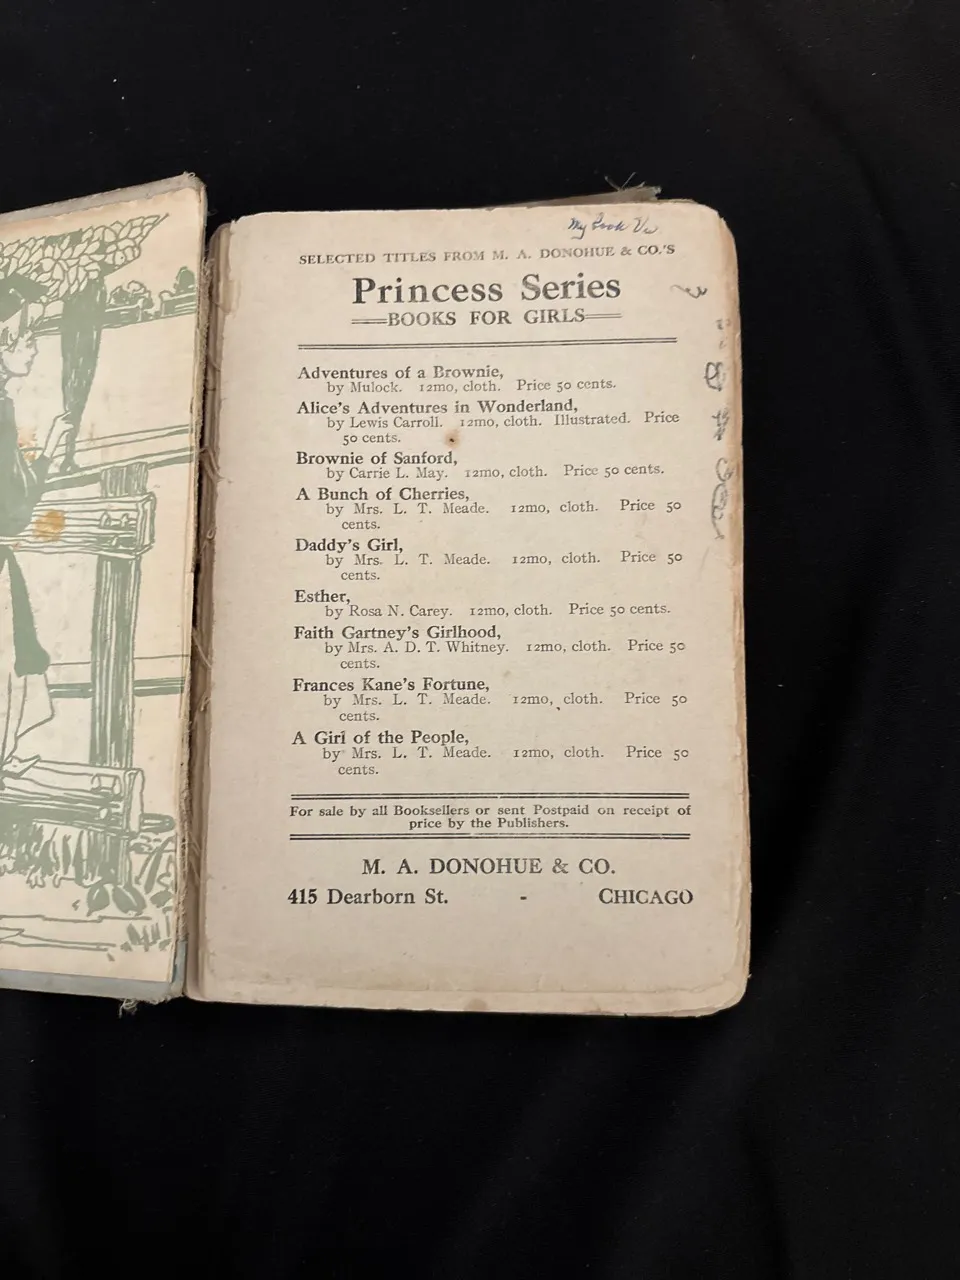 My Book
SELECTED TITLES FROM M. A. DONOHUE & CO.'S
Princess Series
BOOKS FOR GIRLS
Adventures of a Brownie,
by Mulock. 12mo, cloth. Price 50 cents.
Alice's Adventures in Wonderland,
by Lewis Carroll. 12mo, cloth. Illustrated. Price
50 cents.
Brownie of Sanford,
by Carrie L. May. 12mo, cloth. Price 50 cents.
A Bunch of Cherries,
by Mrs. L. T. Meade. 12mo, cloth. Price 50
cents.
Daddy's Girl,
by Mrs. L. T. Meade. 12mo, cloth. Price 50
cents.
Esther,
by Rosa N. Carey. 12mo, cloth. Price 50 cents.
Faith Gartney's Girlhood,
by Mrs. A. D. T. Whitney. 12mo, cloth. Price 50
cents.
Frances Kane's Fortune,
by Mrs. L. T. Meade. 12mo, cloth. Price 50
cents.
A Girl of the People,
by Mrs. L. T. Meade. 12mo, cloth. Price 50
cents.
For sale by all Booksellers or sent Postpaid on receipt of
price by the Publishers.
M. A. DONOHUE & CO.
415 Dearborn St. - CHICAGO